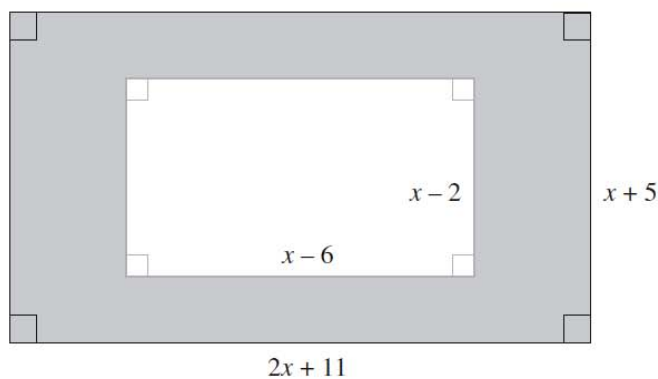 x – 2
x + 5
x – 6
2x + 11